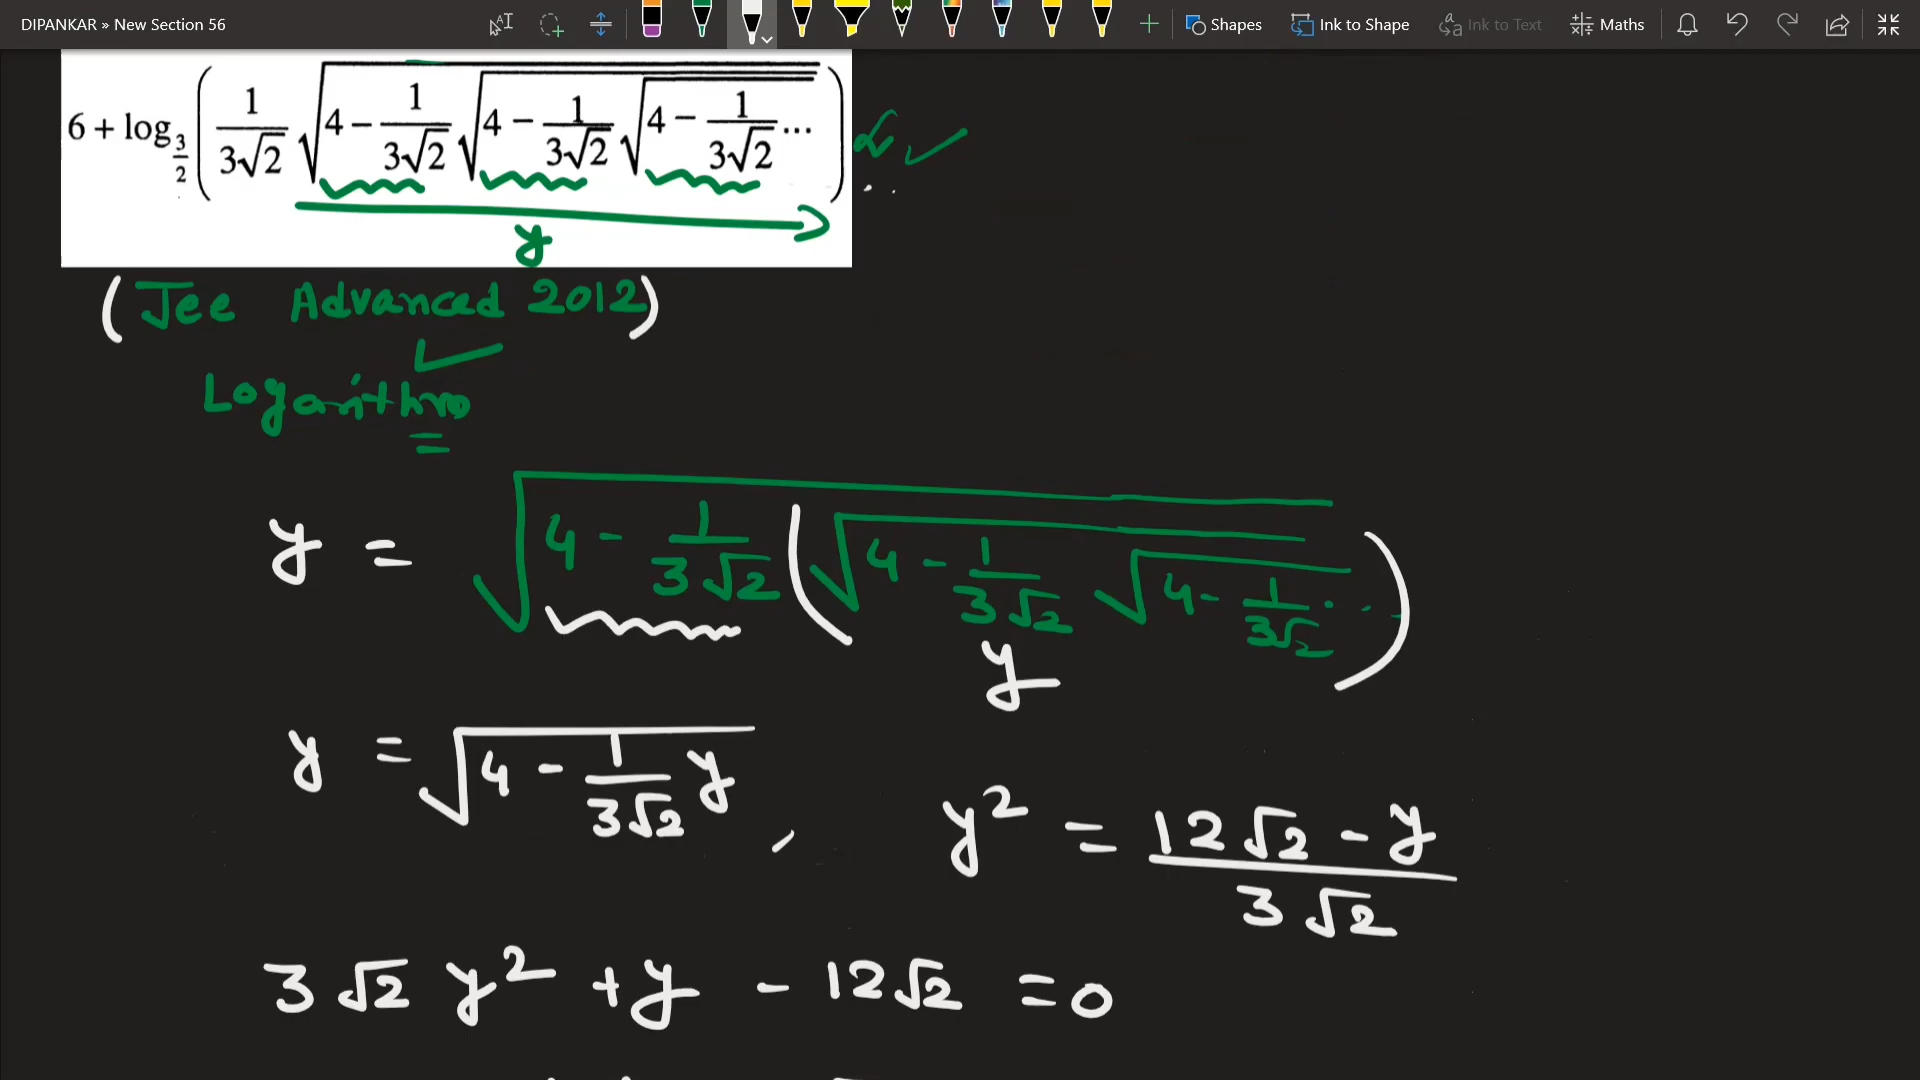 DIPANKAR » New Section 56
Shapes
Ink to Shape
Ink to Text
Maths
6 + log_{3/2} ( 1/(3√2) √(4 − 1/(3√2) √(4 − 1/(3√2) √(4 − 1/(3√2) ...))) )
y
(Jee Advanced 2012)
Logarithm
y = √(4 - 1/(3√2) (√(4 - 1/(3√2) √(4 - 1/(3√2) ...))))
y
y = √(4 - 1/(3√2) y) , y² = (12√2 - y)/(3√2)
3√2 y² + y - 12√2 = 0